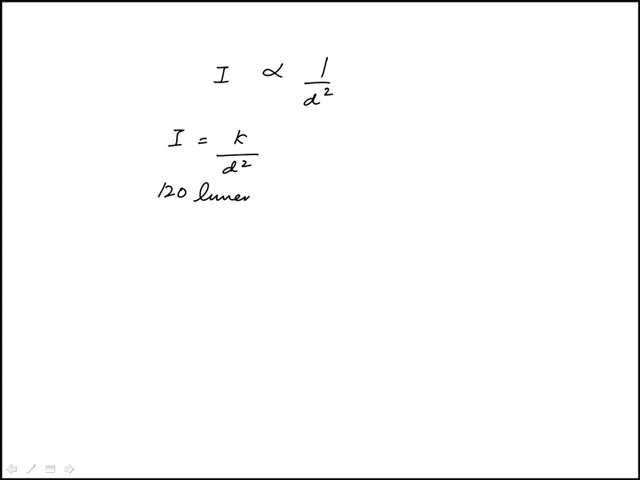 I ∝ 1/d²
I = k/d²
120 lumen